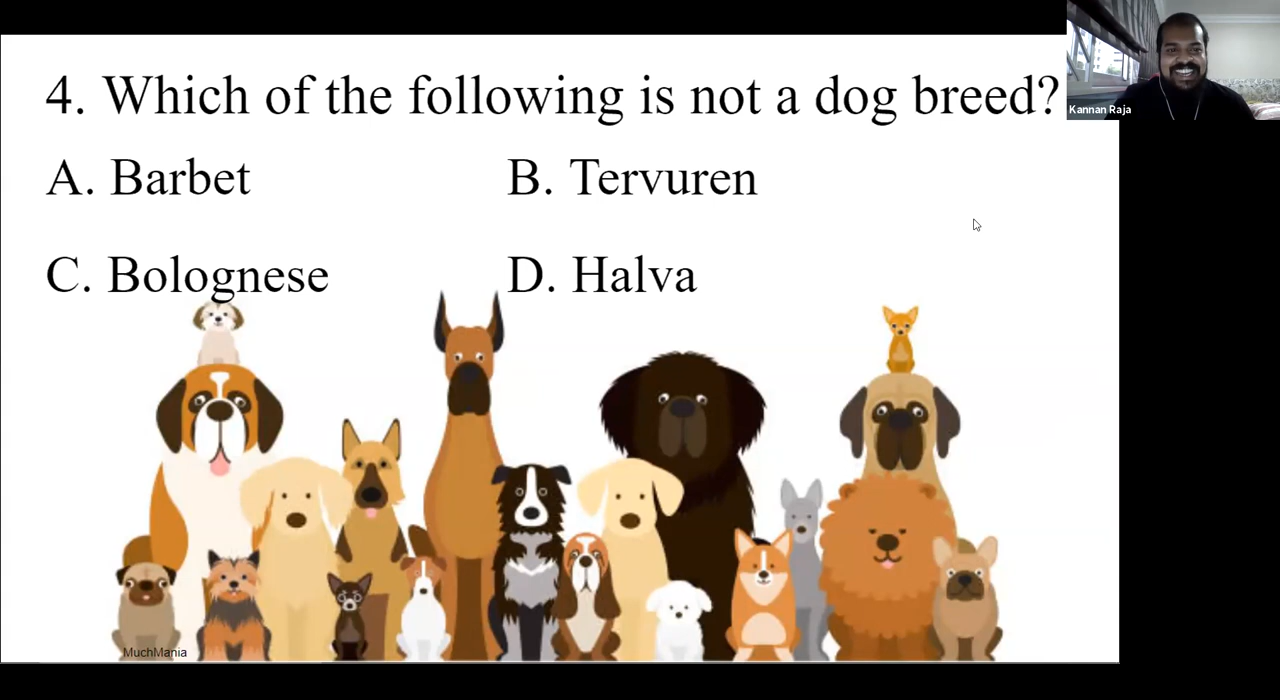 4. Which of the following is not a dog breed?
Kannan Raja
A. Barbet
B. Tervuren
C. Bolognese
D. Halva
MuchMania